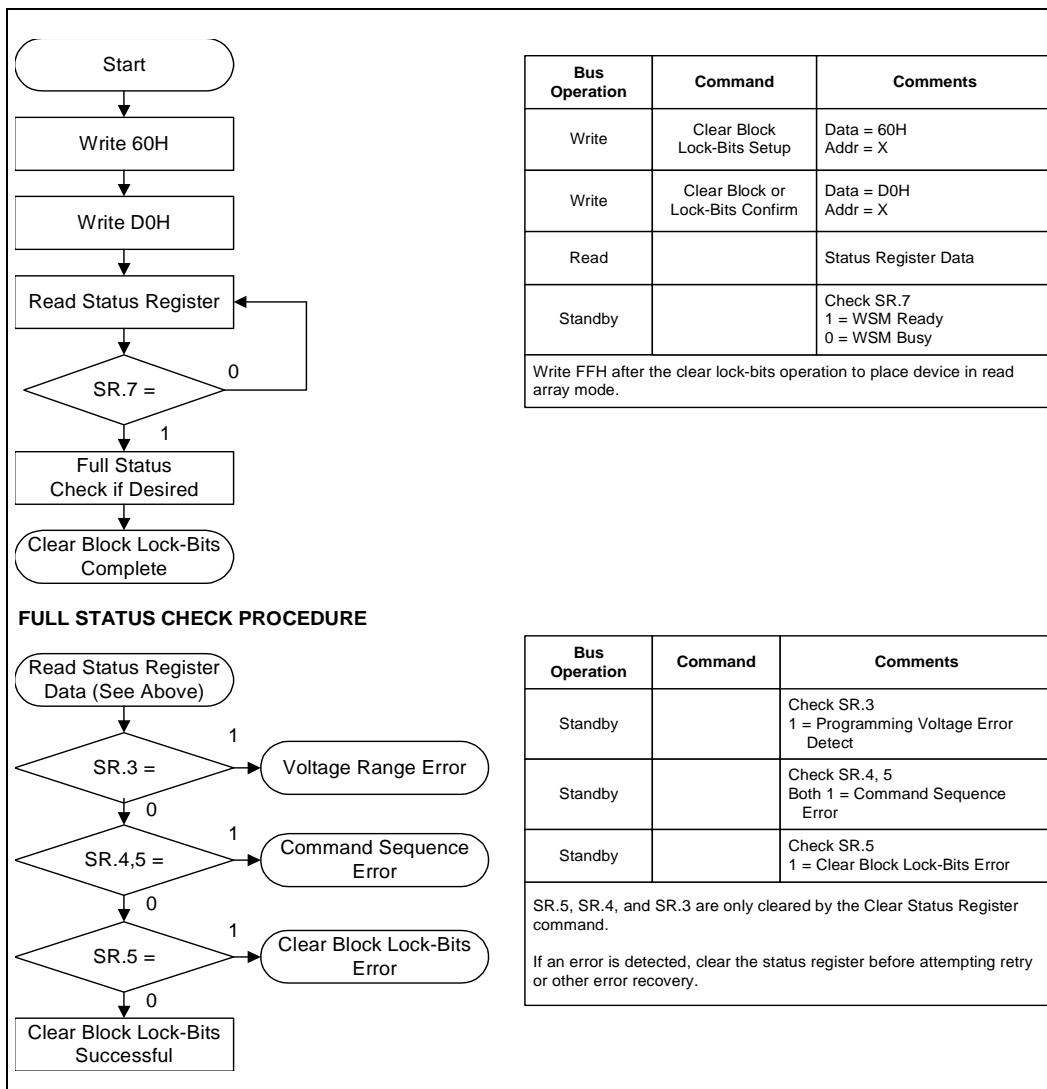 Start
Write 60H
Write D0H
Read Status Register
SR.7 =
0
1
Full Status
Check if Desired
Clear Block Lock-Bits
Complete
Bus
Operation
Command
Comments
Write
Clear Block
Lock-Bits Setup
Data = 60H
Addr = X
Write
Clear Block or
Lock-Bits Confirm
Data = D0H
Addr = X
Read
Status Register Data
Standby
Check SR.7
1 = WSM Ready
0 = WSM Busy
Write FFH after the clear lock-bits operation to place device in read
array mode.
FULL STATUS CHECK PROCEDURE
Read Status Register
Data (See Above)
SR.3 =
1
Voltage Range Error
0
SR.4,5 =
1
Command Sequence
Error
0
SR.5 =
1
Clear Block Lock-Bits
Error
0
Clear Block Lock-Bits
Successful
Bus
Operation
Command
Comments
Standby
Check SR.3
1 = Programming Voltage Error
Detect
Standby
Check SR.4, 5
Both 1 = Command Sequence
Error
Standby
Check SR.5
1 = Clear Block Lock-Bits Error
SR.5, SR.4, and SR.3 are only cleared by the Clear Status Register
command.
If an error is detected, clear the status register before attempting retry
or other error recovery.